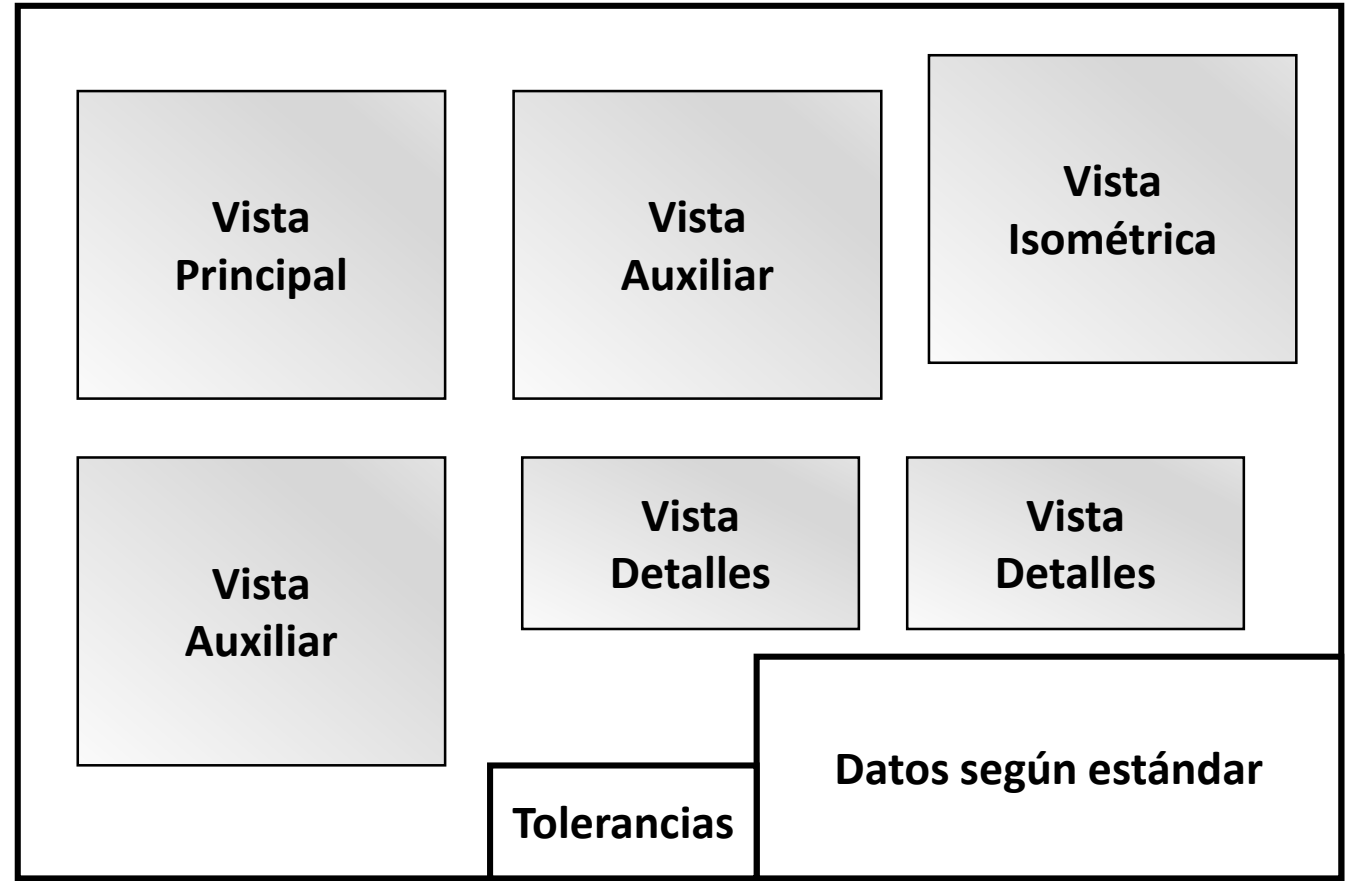 Vista
Principal
Vista
Auxiliar
Vista
Isométrica
Vista
Auxiliar
Vista
Detalles
Vista
Detalles
Tolerancias
Datos según estándar